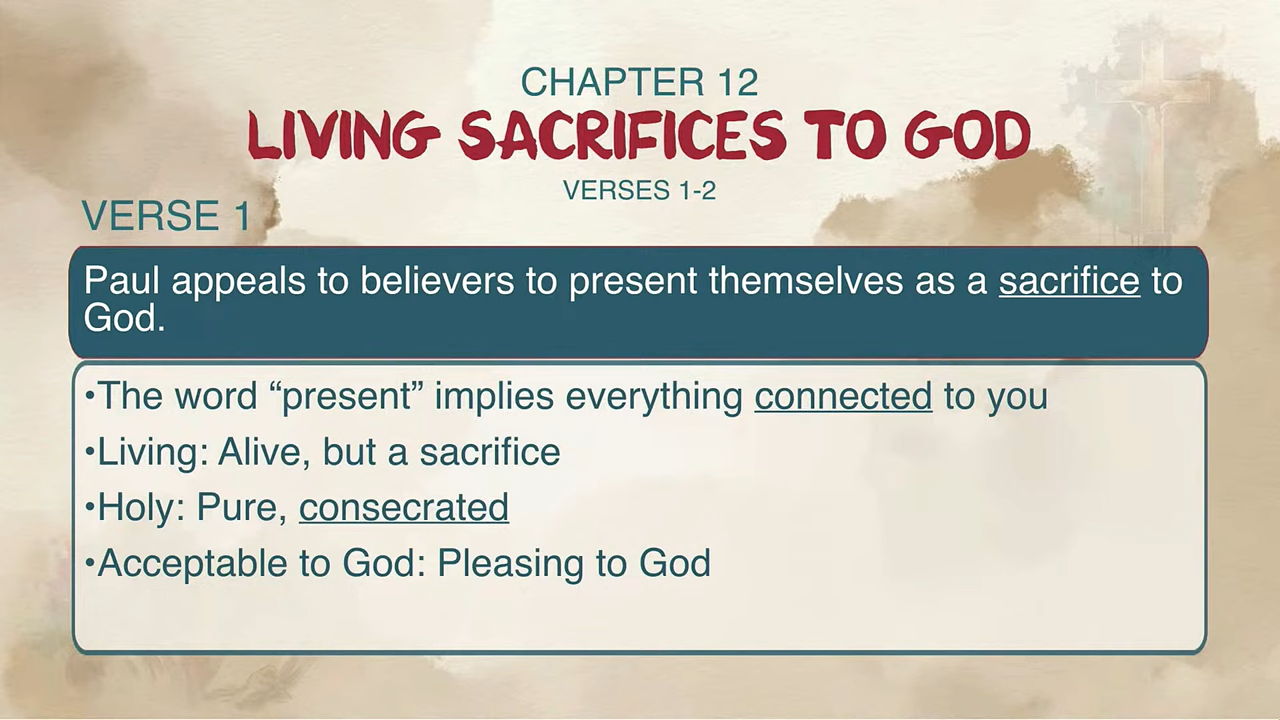 CHAPTER 12
LIVING SACRIFICES TO GOD
VERSES 1-2
VERSE 1
Paul appeals to believers to present themselves as a sacrifice to
God.
•The word “present” implies everything connected to you
•Living: Alive, but a sacrifice
•Holy: Pure, consecrated
•Acceptable to God: Pleasing to God